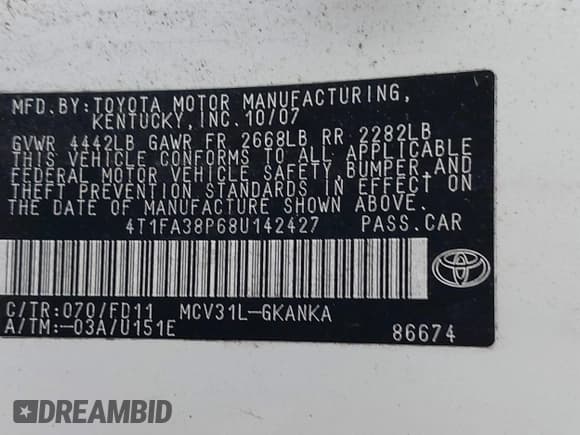 MFD.BY:TOYOTA MOTOR MANUFACTURING,
KENTUCKY,INC.10/07
GVWR 4442LB GAWR FR 2668LB RR 2282LB
THIS VEHICLE CONFORMS TO ALL APPLICABLE
FEDERAL MOTOR VEHICLE SAFETY,BUMPER,AND
THEFT PREVENTION STANDARDS IN EFFECT ON
THE DATE OF MANUFACTURE SHOWN ABOVE.
4T1FA38P68U142427 PASS.CAR
C/TR:070/FD11 MCV31L-GKANKA
A/TM:-03A/U151E 86674
DREAMBID